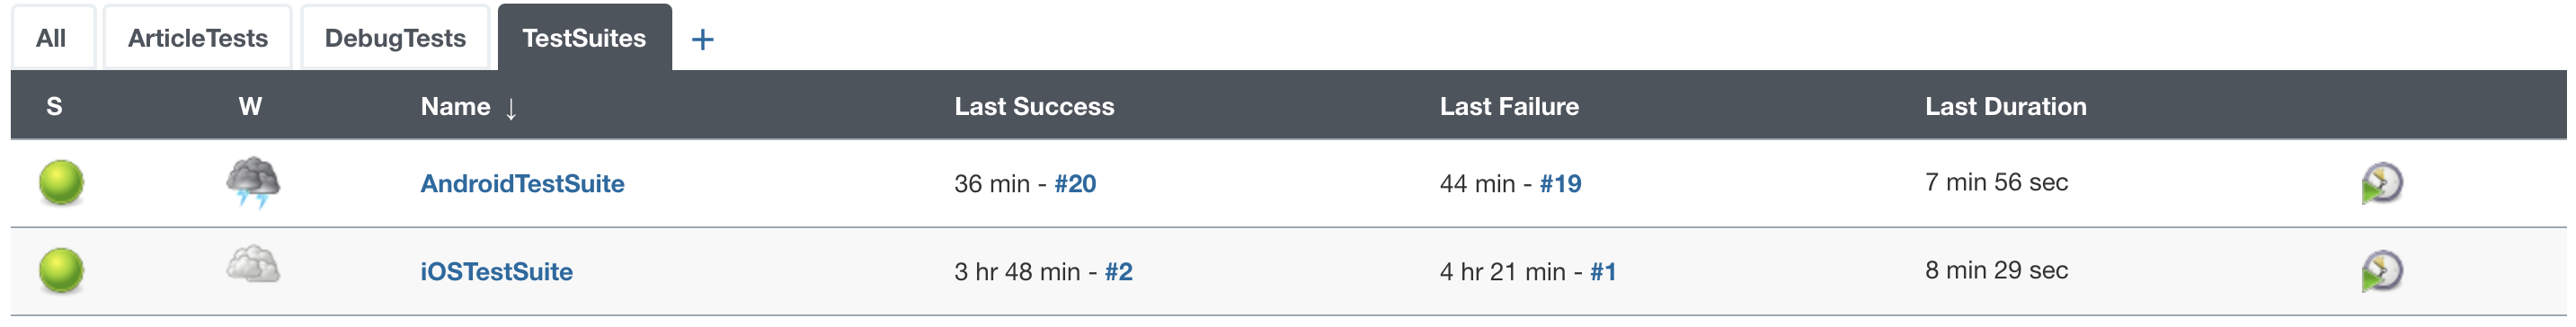 All ArticleTests DebugTests TestSuites +
S W Name ↓ Last Success Last Failure Last Duration
AndroidTestSuite 36 min - #20 44 min - #19 7 min 56 sec
iOSTestSuite 3 hr 48 min - #2 4 hr 21 min - #1 8 min 29 sec